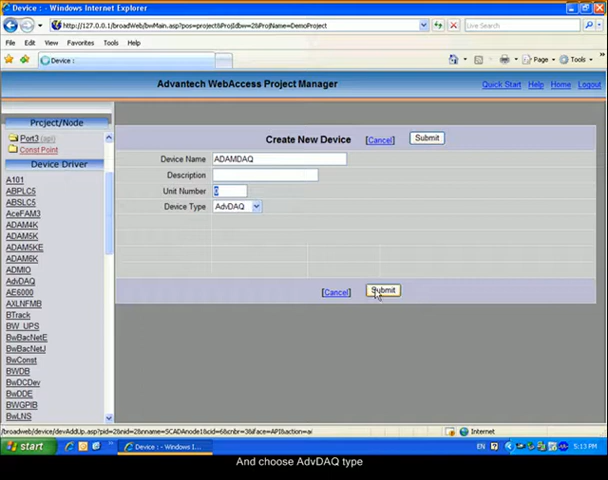 Device : - Windows Internet Explorer
http://127.0.0.1/broadWeb/bwMain.asp?pos=project&ProjIdbw=2&ProjName=DemoProject
Live Search
File Edit View Favorites Tools Help
Device :
Page Tools
Advantech WebAccess Project Manager
Quick Start Help Home Logout
Project/Node
Port3 (api)
Const Point
Device Driver
A101
ABPLC5
ABSLC5
AceFAM3
ADAM4K
ADAM5K
ADAM5KE
ADAM6K
ADMIO
AdvDAQ
AE6000
AXLNFMB
BTrack
BW_UPS
BwBacNetE
BwBacNetJ
BwConst
BWDB
BwDCDev
BwDDE
BWGPIB
BwLNS
Create New Device [Cancel] Submit
Device Name ADAMDAQ
Description
Unit Number 0
Device Type AdvDAQ
[Cancel] Submit
Internet
start
Device : - Windows I...
EN
5:13 PM
And choose AdvDAQ type